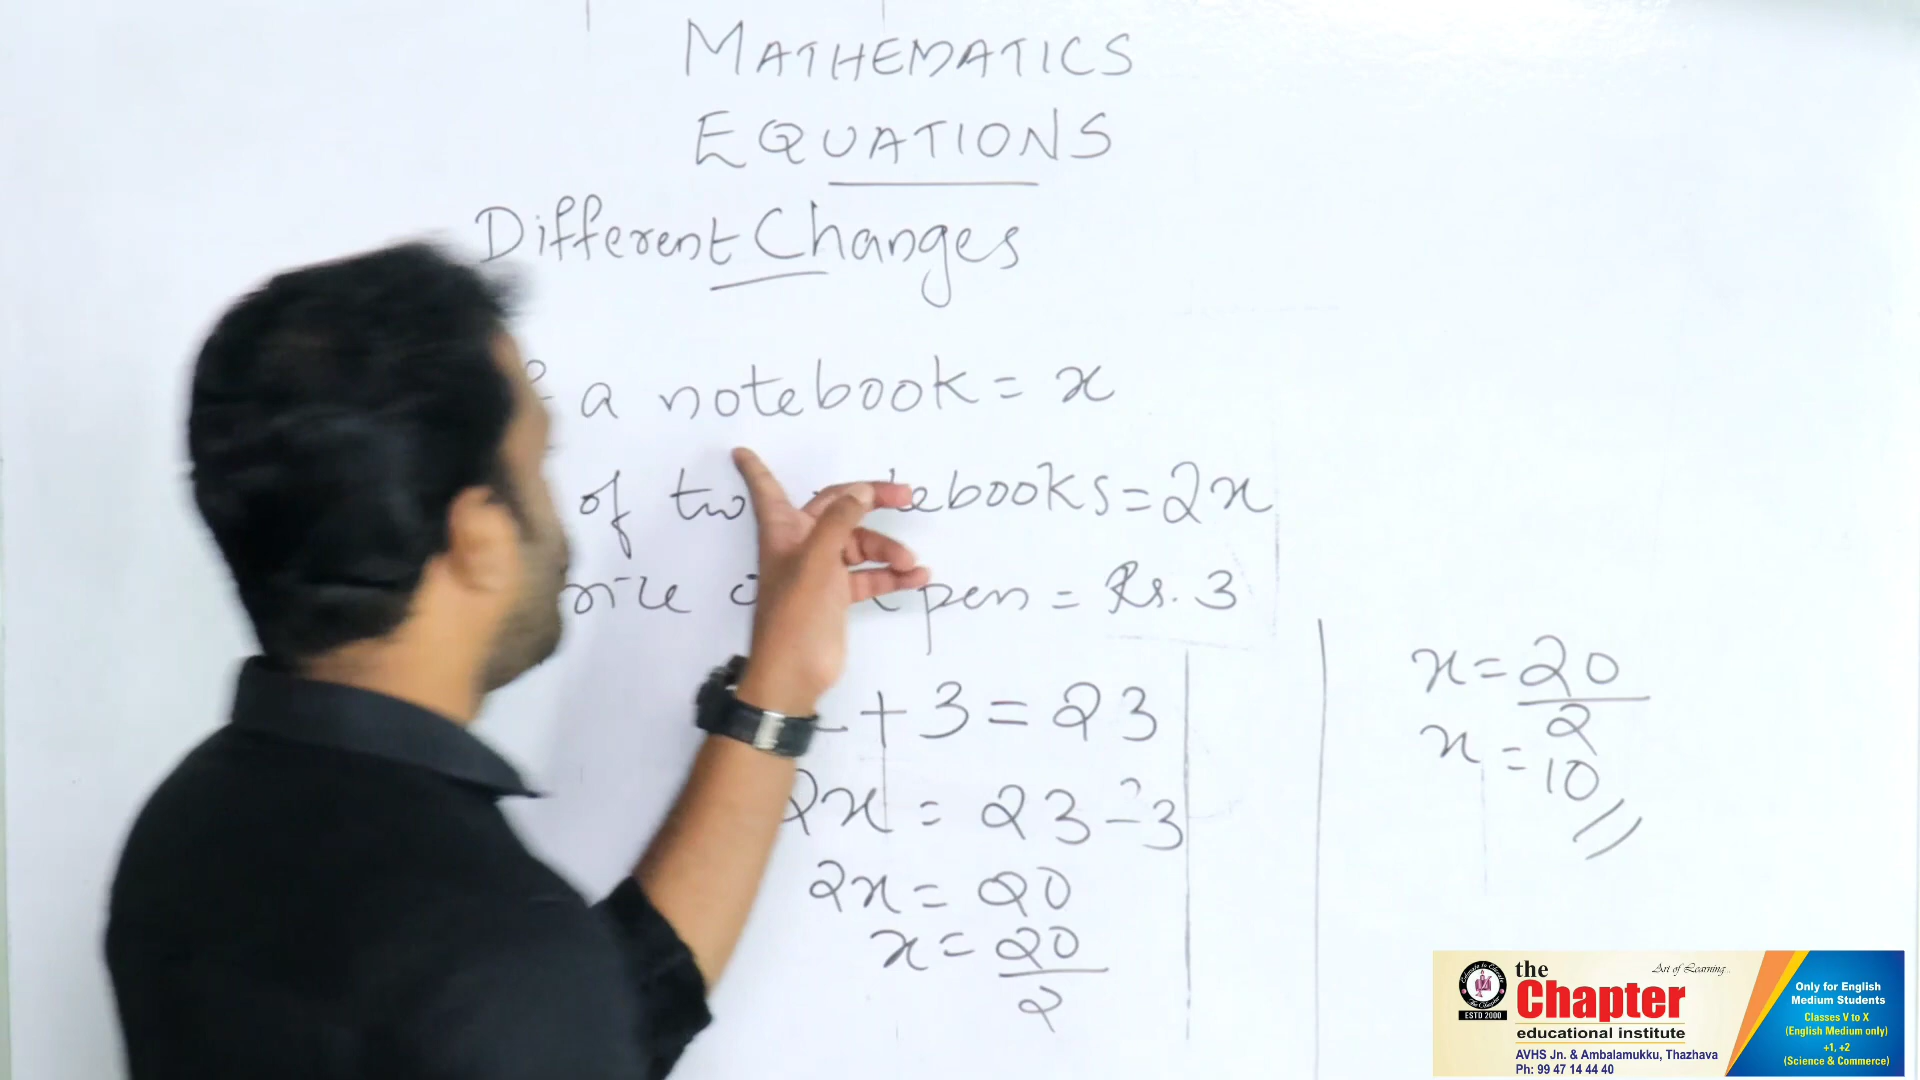 MATHEMATICS
EQUATIONS
Different Changes
a notebook = x
of two notebooks = 2x
pen = Rs. 3
+ 3 = 23
2x = 23 - 3
2x = 20
x = 20
2
x = 20
2
x = 10
the
Art of Learning..
Chapter
ESTD 2000
educational institute
AVHS Jn. & Ambalamukku, Thazhava
Ph: 99 47 14 44 40
Only for English
Medium Students
Classes V to X
(English Medium only)
+1, +2
(Science & Commerce)